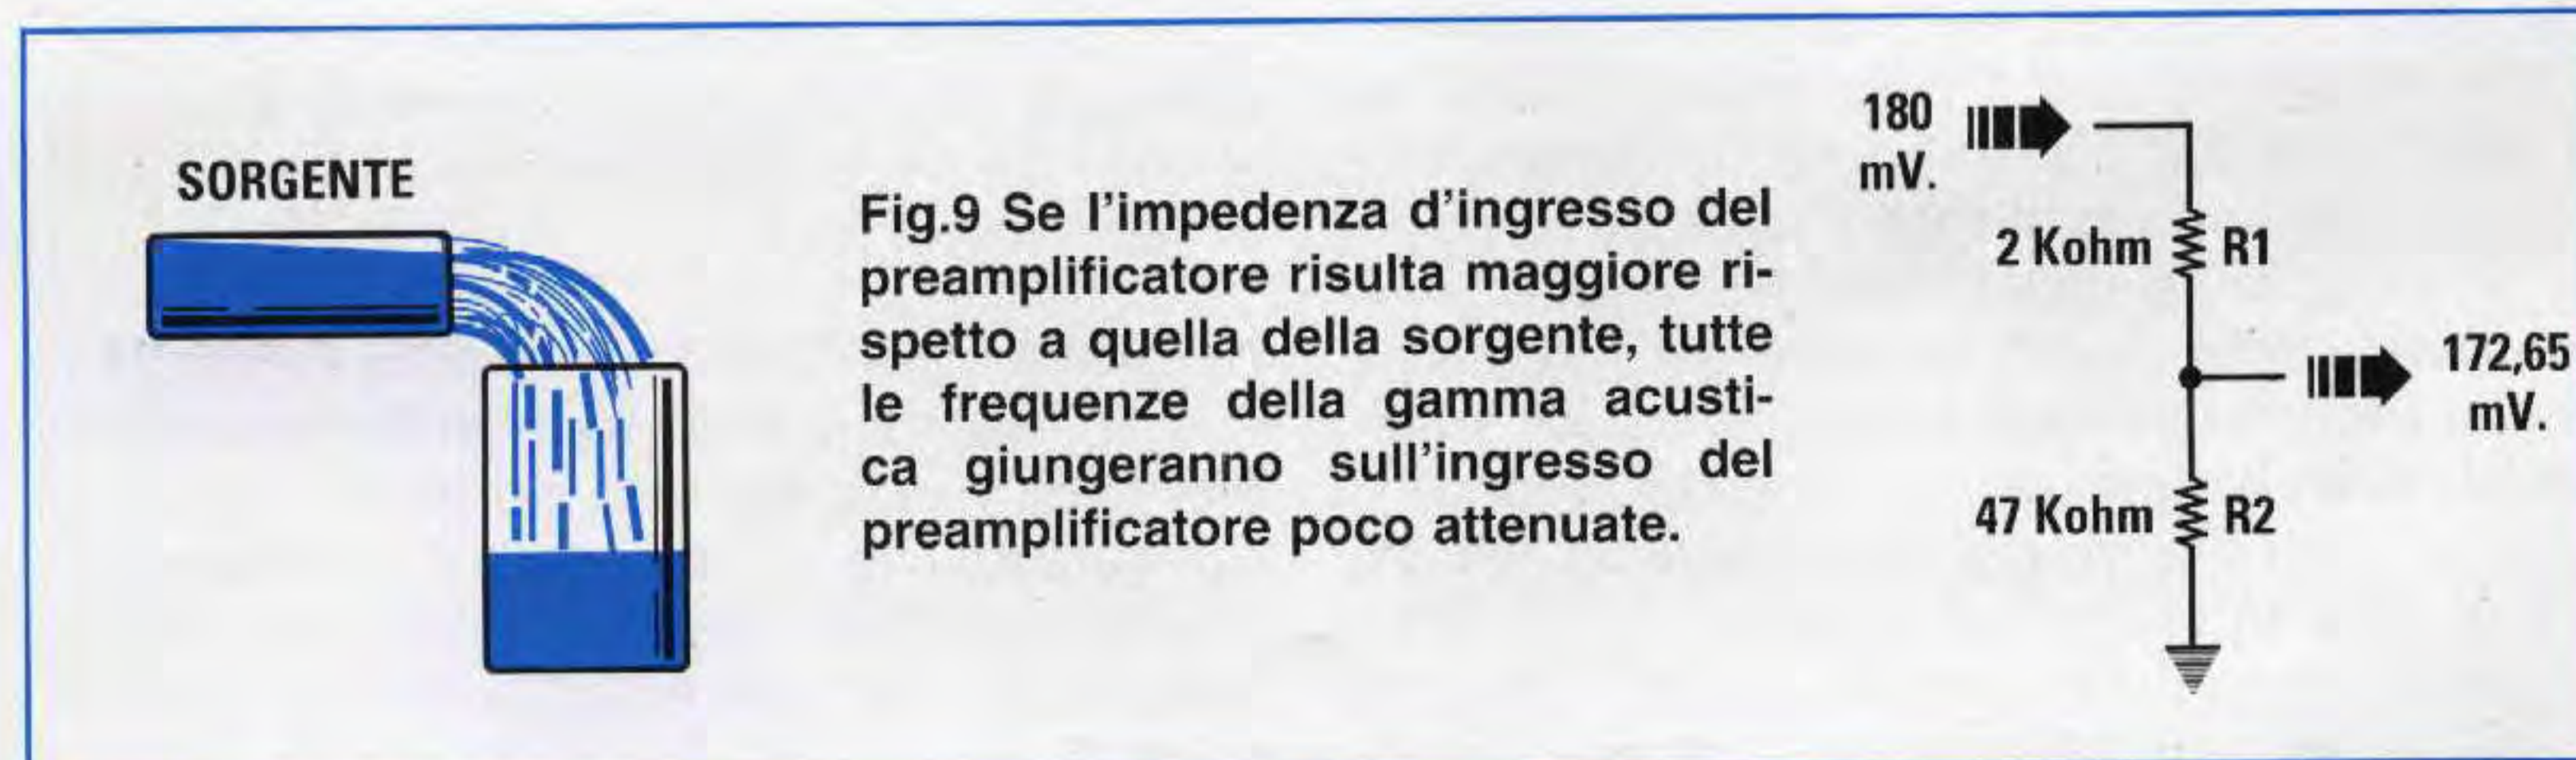 SORGENTE
Fig.9 Se l'impedenza d'ingresso del
preamplificatore risulta maggiore ri-
spetto a quella della sorgente, tutte
le frequenze della gamma acusti-
ca giungeranno sull'ingresso del
preamplificatore poco attenuate.
180
mV.
2 Kohm R1
172,65
mV.
47 Kohm R2